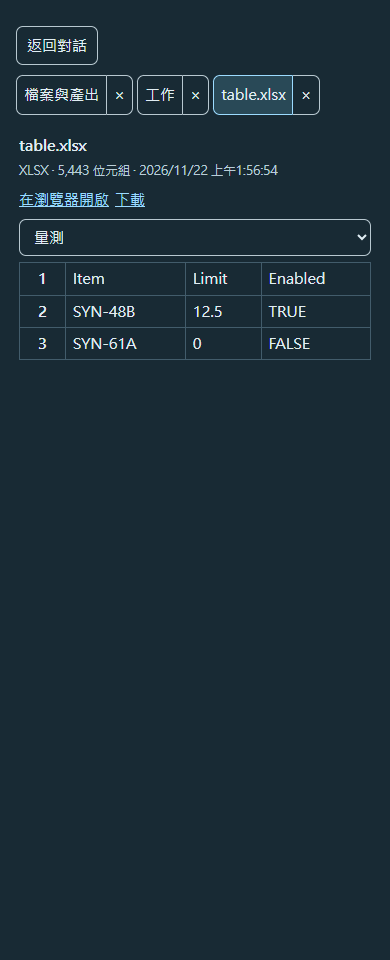 返回對話
檔案與產出 × 工作 × table.xlsx ×
table.xlsx
XLSX · 5,443 位元組 · 2026/11/22 上午1:56:54
在瀏覽器開啟 下載
量測
1 Item Limit Enabled
2 SYN-48B 12.5 TRUE
3 SYN-61A 0 FALSE